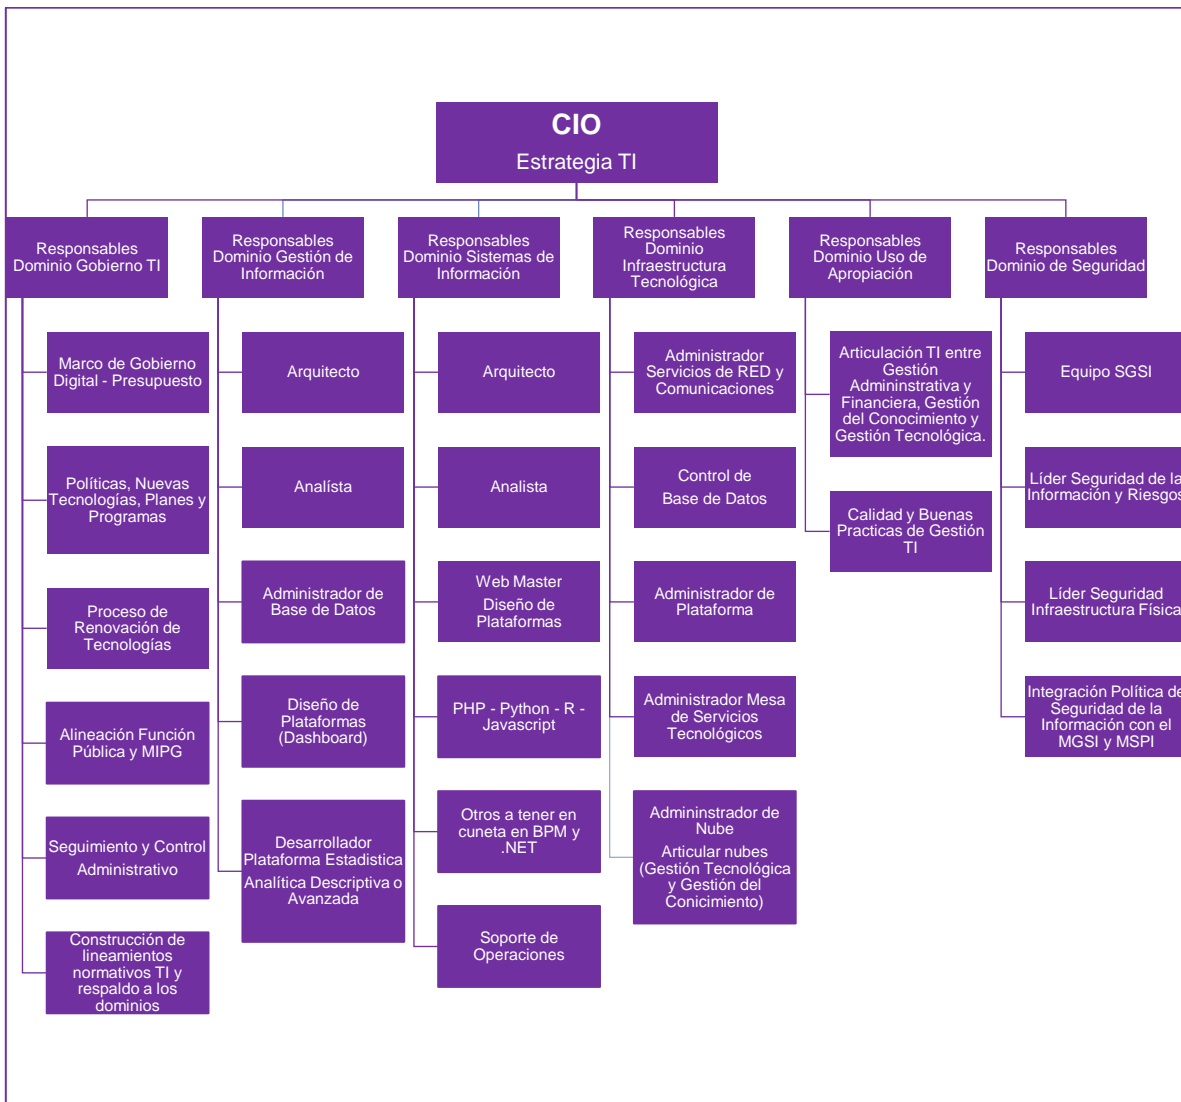 CIO
Estrategia TI
Responsables
Dominio Gobierno TI
Marco de Gobierno
Digital - Presupuesto
Políticas, Nuevas
Tecnologías, Planes y
Programas
Proceso de
Renovación de
Tecnologías
Alineación Función
Pública y MIPG
Seguimiento y Control
Administrativo
Construcción de
lineamientos
normativos TI y
respaldo a los
dominios
Responsables
Dominio Gestión de
Información
Arquitecto
Analísta
Administrador de
Base de Datos
Diseño de
Plataformas
(Dashboard)
Desarrollador
Plataforma Estadistica
Analítica Descriptiva o
Avanzada
Responsables
Dominio Sistemas de
Información
Arquitecto
Analista
Web Master
Diseño de
Plataformas
PHP - Python - R -
Javascript
Otros a tener en
cuneta en BPM y
.NET
Soporte de
Operaciones
Responsables
Dominio
Infraestructura
Tecnológica
Administrador
Servicios de RED y
Comunicaciones
Control de
Base de Datos
Administrador de
Plataforma
Administrador Mesa
de Servicios
Tecnológicos
Admininstrador de
Nube
Articular nubes
(Gestión Tecnológica
y Gestión del
Conicimiento)
Responsables
Dominio Uso de
Apropiación
Articulación TI entre
Gestión
Admininstrativa y
Financiera, Gestión
del Conocimiento y
Gestión Tecnológica.
Calidad y Buenas
Practicas de Gestión
TI
Responsables
Dominio de Seguridad
Equipo SGSI
Líder Seguridad de la
Información y Riesgos
Líder Seguridad
Infraestructura Física
Integración Política de
Seguridad de la
Información con el
MGSI y MSPI